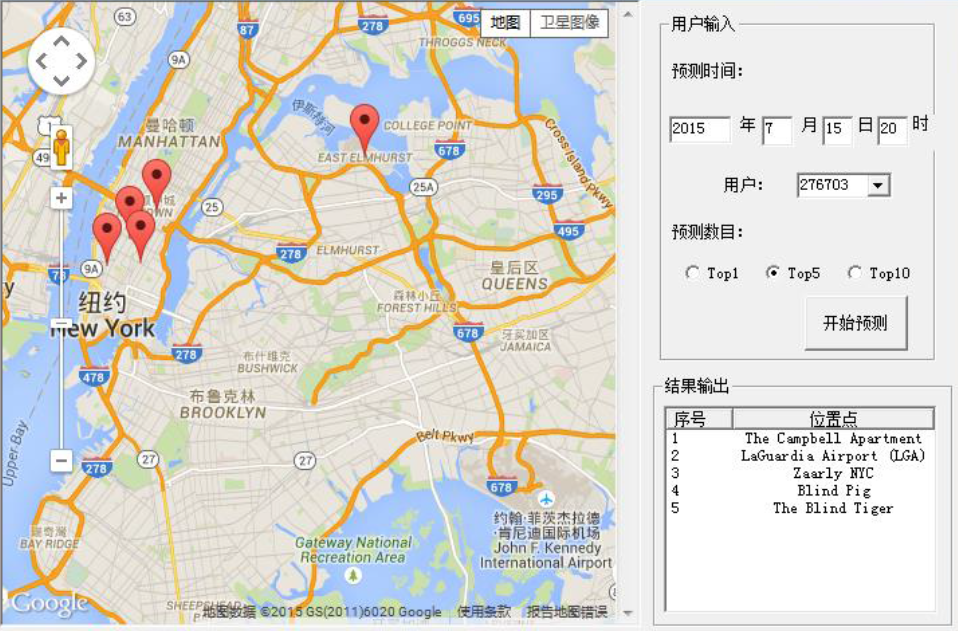 63
87
278
695
地图
卫星图像
THROGGS NECK
9A
曼哈顿
MANHATTAN
伊斯特河
COLLEGE POINT
EAST ELMHURST
678
Cross Island Pkwy
49
25A
295
25
495
278
ELMHURST
皇后区
QUEENS
9A
78
纽约
New York
森林小丘
FOREST HILLS
678
牙买加区
JAMAICA
278
布什维克
BUSHWICK
478
布鲁克林
BROOKLYN
Belt Pkwy
Upper Bay
278
27
27
678
约翰·菲茨杰拉德
·肯尼迪国际机场
John F. Kennedy
International Airport
BAY RIDGE
Gateway National
Recreation Area
Google
SHEEPSHEAD
地图数据 ©2015 GS(2011)6020 Google
使用条款
报告地图错误
用户输入
预测时间：
2015 年 7 月 15 日 20 时
用户： 276703
预测数目：
Top1 Top5 Top10
开始预测
结果输出
序号 位置点
1 The Campbell Apartment
2 LaGuardia Airport (LGA)
3 Zaarly NYC
4 Blind Pig
5 The Blind Tiger